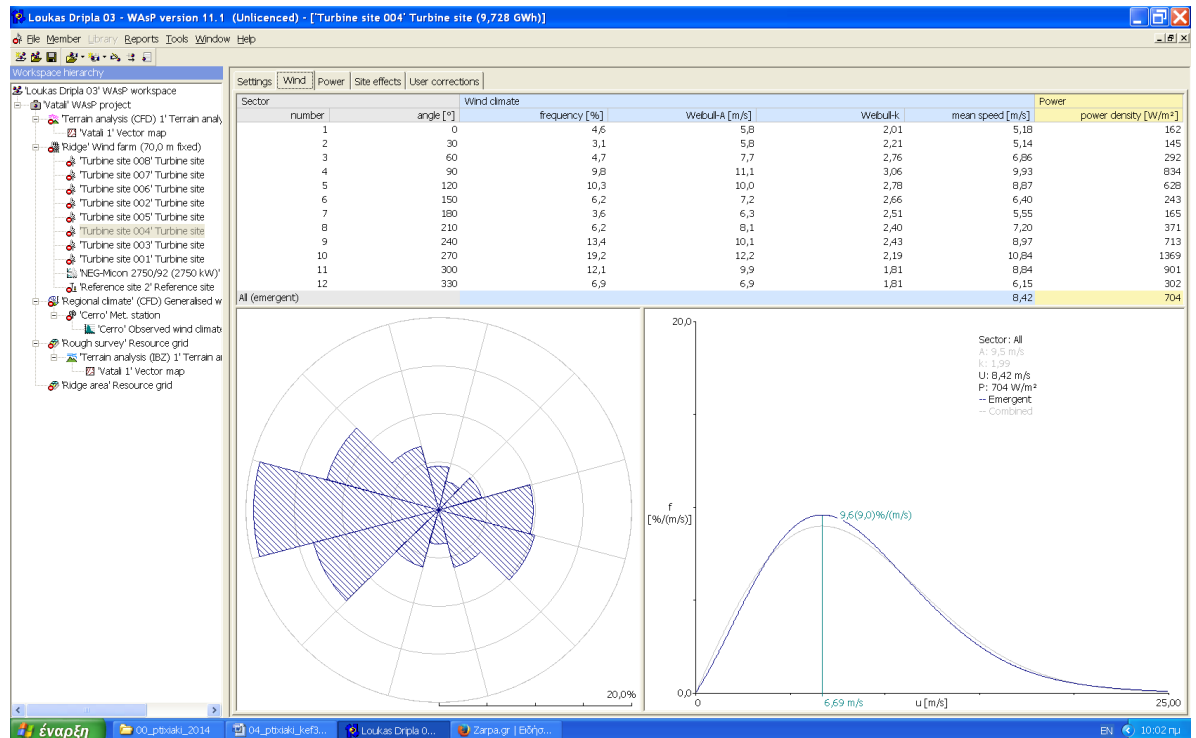 Loukas Dripla 03 - WAsP version 11.1 (Unlicenced) - ['Turbine site 004' Turbine site (9,728 GWh)]
File Member Library Reports Tools Window Help
Workspace hierarchy
'Loukas Dripla 03' WAsP workspace
'Vatali' WAsP project
'Terrain analysis (CFD) 1' Terrain analy
'Vatali 1' Vector map
'Ridge' Wind farm (70,0 m fixed)
'Turbine site 008' Turbine site
'Turbine site 007' Turbine site
'Turbine site 006' Turbine site
'Turbine site 002' Turbine site
'Turbine site 005' Turbine site
'Turbine site 004' Turbine site
'Turbine site 003' Turbine site
'Turbine site 001' Turbine site
'NEG-Micon 2750/92 (2750 kW)'
'Reference site 2' Reference site
'Regional climate' (CFD) Generalised w
'Cerro' Met. station
'Cerro' Observed wind climate
'Rough survey' Resource grid
'Terrain analysis (IBZ) 1' Terrain ar
'Vatali 1' Vector map
'Ridge area' Resource grid
Settings Wind Power Site effects User corrections
Sector Wind climate Power
number angle [°] frequency [%] Weibull-A [m/s] Weibull-k mean speed [m/s] power density [W/m²]
1 0 4,6 5,8 2,01 5,18 162
2 30 3,1 5,8 2,21 5,14 145
3 60 4,7 7,7 2,76 6,86 292
4 90 9,8 11,1 3,06 9,93 834
5 120 10,3 10,0 2,78 8,87 628
6 150 6,2 7,2 2,66 6,40 243
7 180 3,6 6,3 2,51 5,55 165
8 210 6,2 8,1 2,40 7,20 371
9 240 13,4 10,1 2,43 8,97 713
10 270 19,2 12,2 2,19 10,84 1369
11 300 12,1 9,9 1,81 8,84 901
12 330 6,9 6,9 1,81 6,15 302
All (emergent) 8,42 704
20,0%
20,0
Sector: All
A: 9,5 m/s
k: 1,99
U: 8,42 m/s
P: 704 W/m²
-- Emergent
-- Combined
f
[%/(m/s)]
9,6(9,0)%/(m/s)
0,0
0 6,69 m/s u [m/s] 25,00
έναρξη 00_ptixiaki_2014 04_ptixiaki_kef3... Loukas Dripla 0... Zarpa.gr | Ειδήσ... EN 10:02 πμ